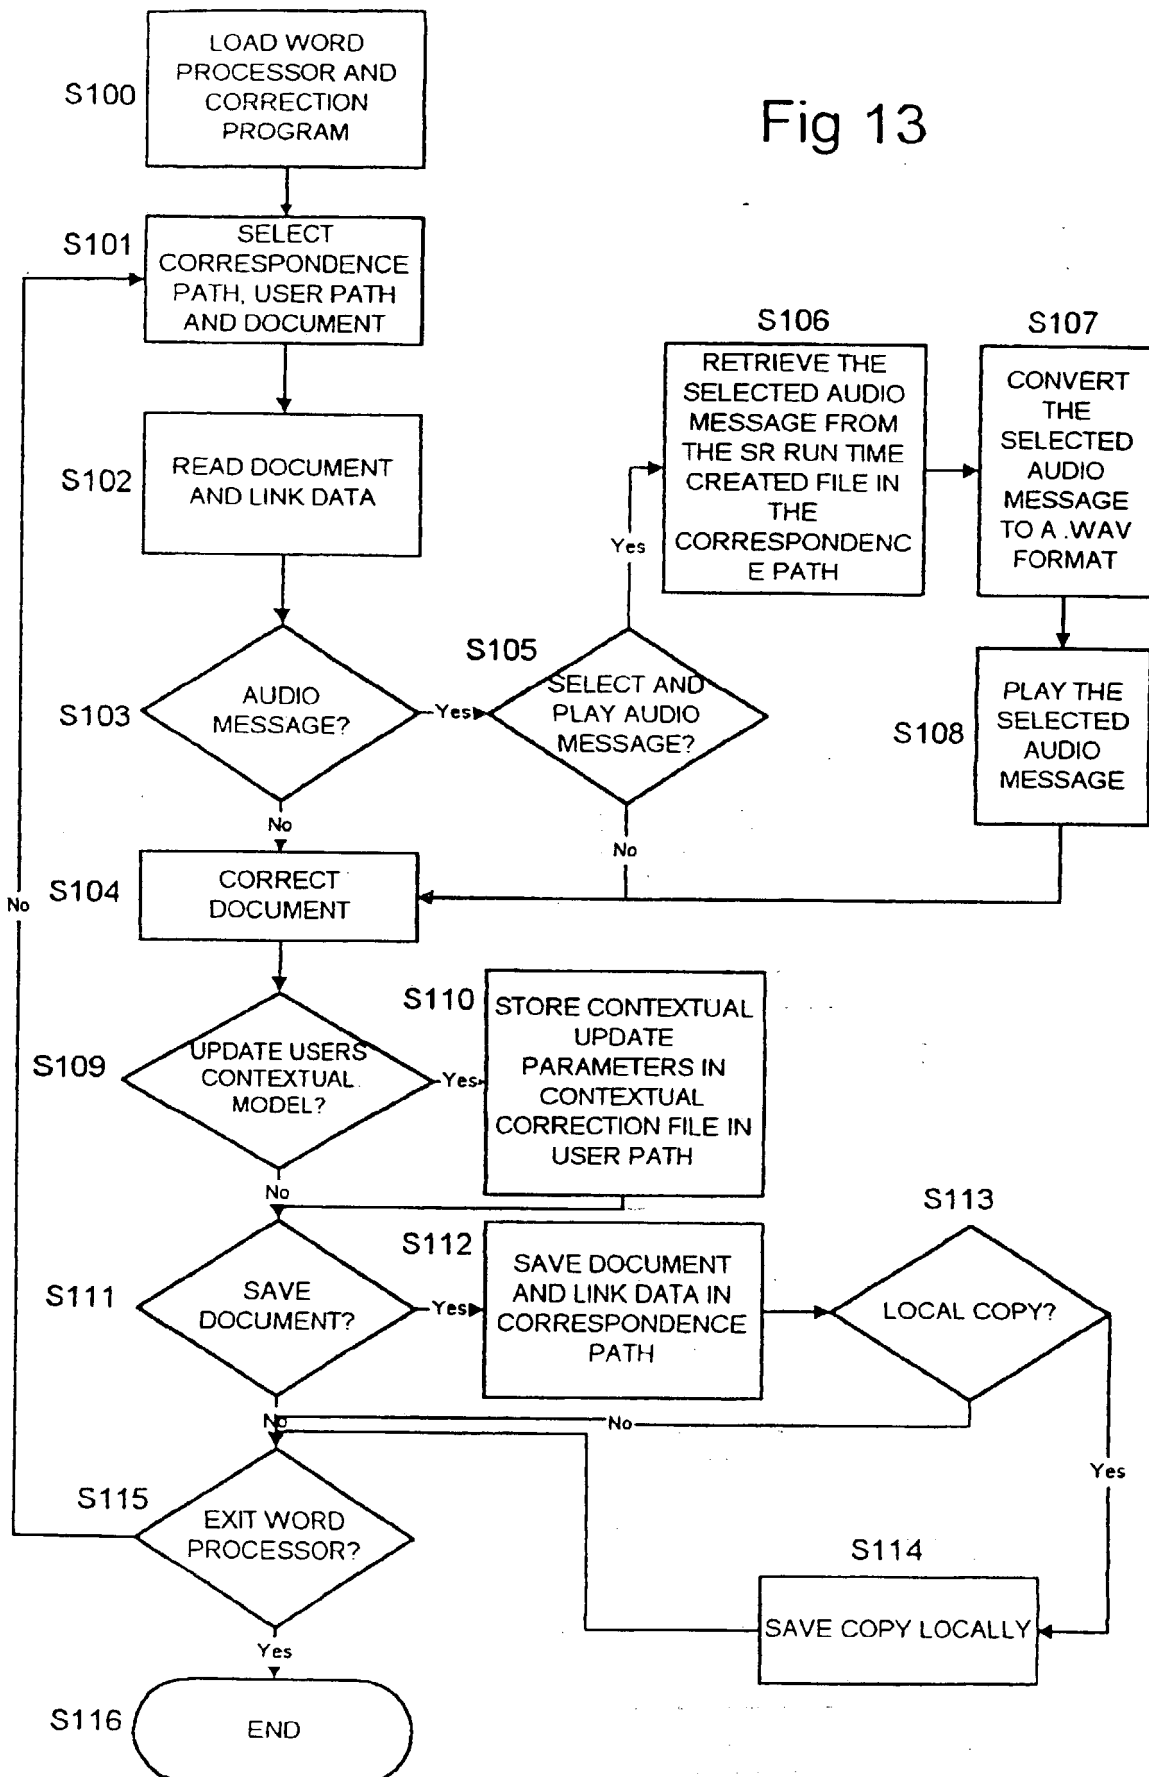 Fig 13
S100
LOAD WORD
PROCESSOR AND
CORRECTION
PROGRAM
S101
SELECT
CORRESPONDENCE
PATH, USER PATH
AND DOCUMENT
S102
READ DOCUMENT
AND LINK DATA
S103
AUDIO
MESSAGE?
Yes
No
S105
SELECT AND
PLAY AUDIO
MESSAGE?
Yes
No
S106
RETRIEVE THE
SELECTED AUDIO
MESSAGE FROM
THE SR RUN TIME
CREATED FILE IN
THE
CORRESPONDENC
E PATH
S107
CONVERT
THE
SELECTED
AUDIO
MESSAGE
TO A .WAV
FORMAT
S108
PLAY THE
SELECTED
AUDIO
MESSAGE
S104
CORRECT
DOCUMENT
No
S109
UPDATE USERS
CONTEXTUAL
MODEL?
Yes
No
S110
STORE CONTEXTUAL
UPDATE
PARAMETERS IN
CONTEXTUAL
CORRECTION FILE IN
USER PATH
S111
SAVE
DOCUMENT?
Yes
No
S112
SAVE DOCUMENT
AND LINK DATA IN
CORRESPONDENCE
PATH
S113
LOCAL COPY?
No
Yes
S114
SAVE COPY LOCALLY
S115
EXIT WORD
PROCESSOR?
Yes
S116
END